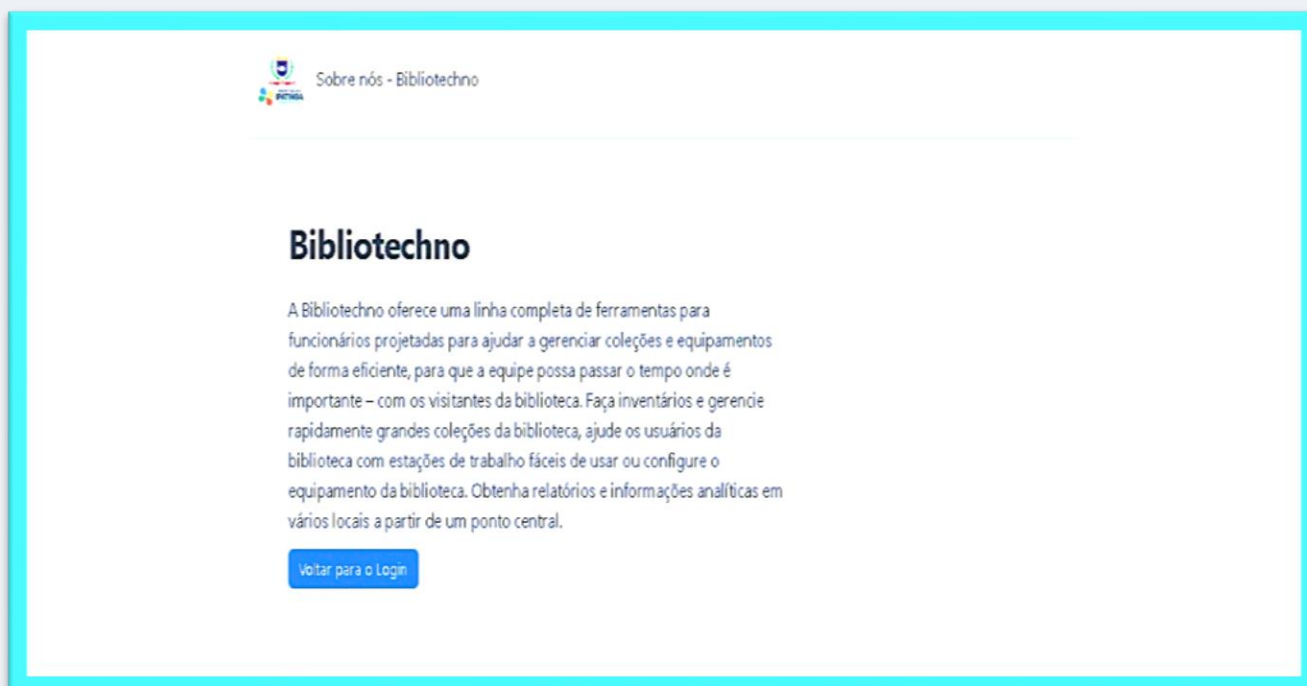 Sobre nós - Bibliotechno
Bibliotechno
A Bibliotechno oferece uma linha completa de ferramentas para
funcionários projetadas para ajudar a gerenciar coleções e equipamentos
de forma eficiente, para que a equipe possa passar o tempo onde é
importante – com os visitantes da biblioteca. Faça inventários e gerencie
rapidamente grandes coleções da biblioteca, ajude os usuários da
biblioteca com estações de trabalho fáceis de usar ou configure o
equipamento da biblioteca. Obtenha relatórios e informações analíticas em
vários locais a partir de um ponto central.
Voltar para o Login